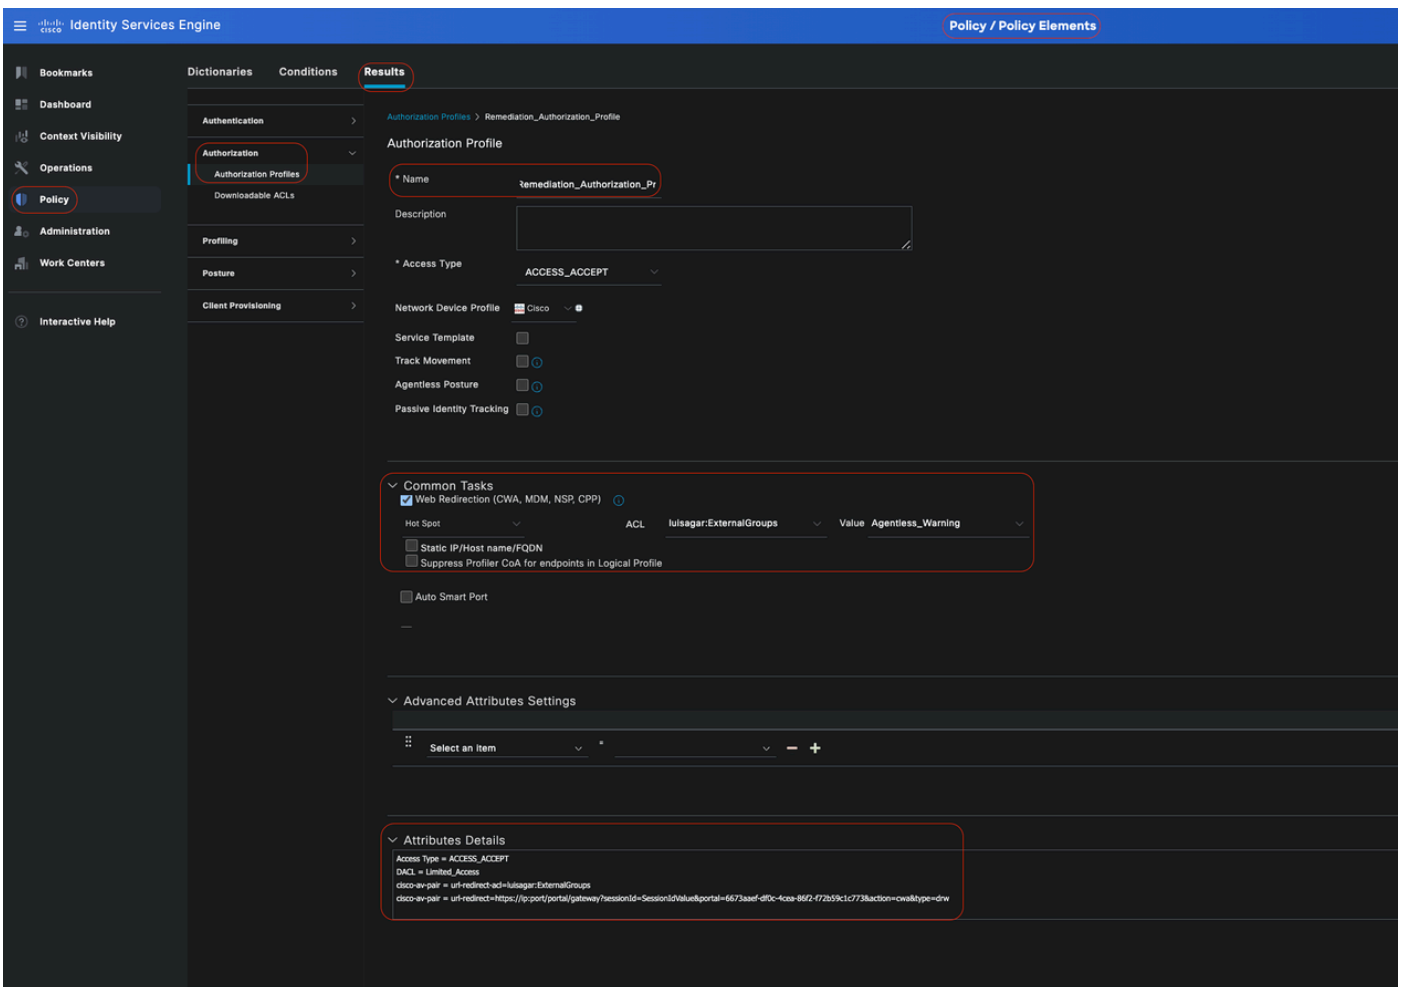 cisco Identity Services Engine
Policy / Policy Elements
Bookmarks
Dashboard
Context Visibility
Operations
Policy
Administration
Work Centers
Interactive Help
Dictionaries Conditions Results
Authentication
Authorization
Authorization Profiles
Downloadable ACLs
Profiling
Posture
Client Provisioning
Authorization Profiles > Remediation_Authorization_Profile
Authorization Profile
* Name Remediation_Authorization_Pr
Description
* Access Type ACCESS_ACCEPT
Network Device Profile Cisco
Service Template
Track Movement
Agentless Posture
Passive Identity Tracking
Common Tasks
Web Redirection (CWA, MDM, NSP, CPP)
Hot Spot ACL luisagar:ExternalGroups Value Agentless_Warning
Static IP/Host name/FQDN
Suppress Profiler CoA for endpoints in Logical Profile
Auto Smart Port
Advanced Attributes Settings
Select an item =
Attributes Details
Access Type = ACCESS_ACCEPT
DACL = Limited_Access
cisco-av-pair = url-redirect-acl=luisagar:ExternalGroups
cisco-av-pair = url-redirect=https://ip:port/portal/gateway?sessionId=SessionIdValue&portal=6673aaef-df0c-4cea-86f2-f72b59c1c773&action=cwa&type=drw